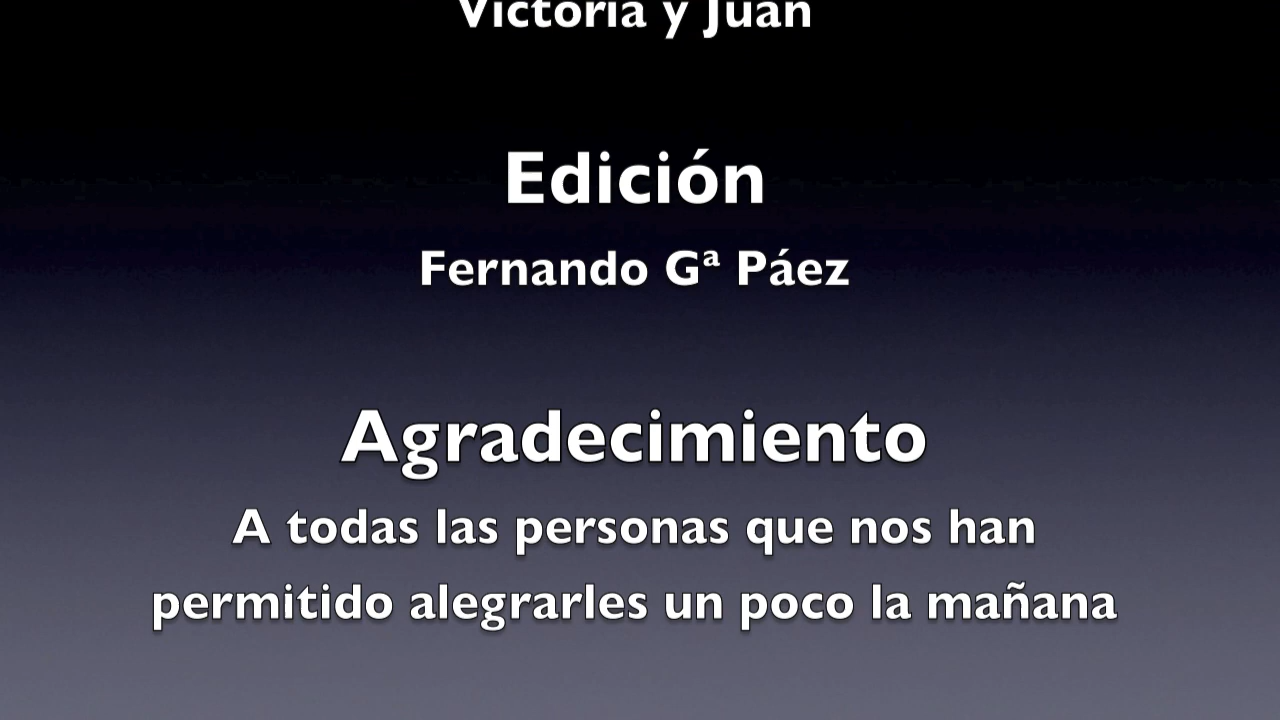 Victoria y Juan
Edición
Fernando Gª Páez
Agradecimiento
A todas las personas que nos han
permitido alegrarles un poco la mañana